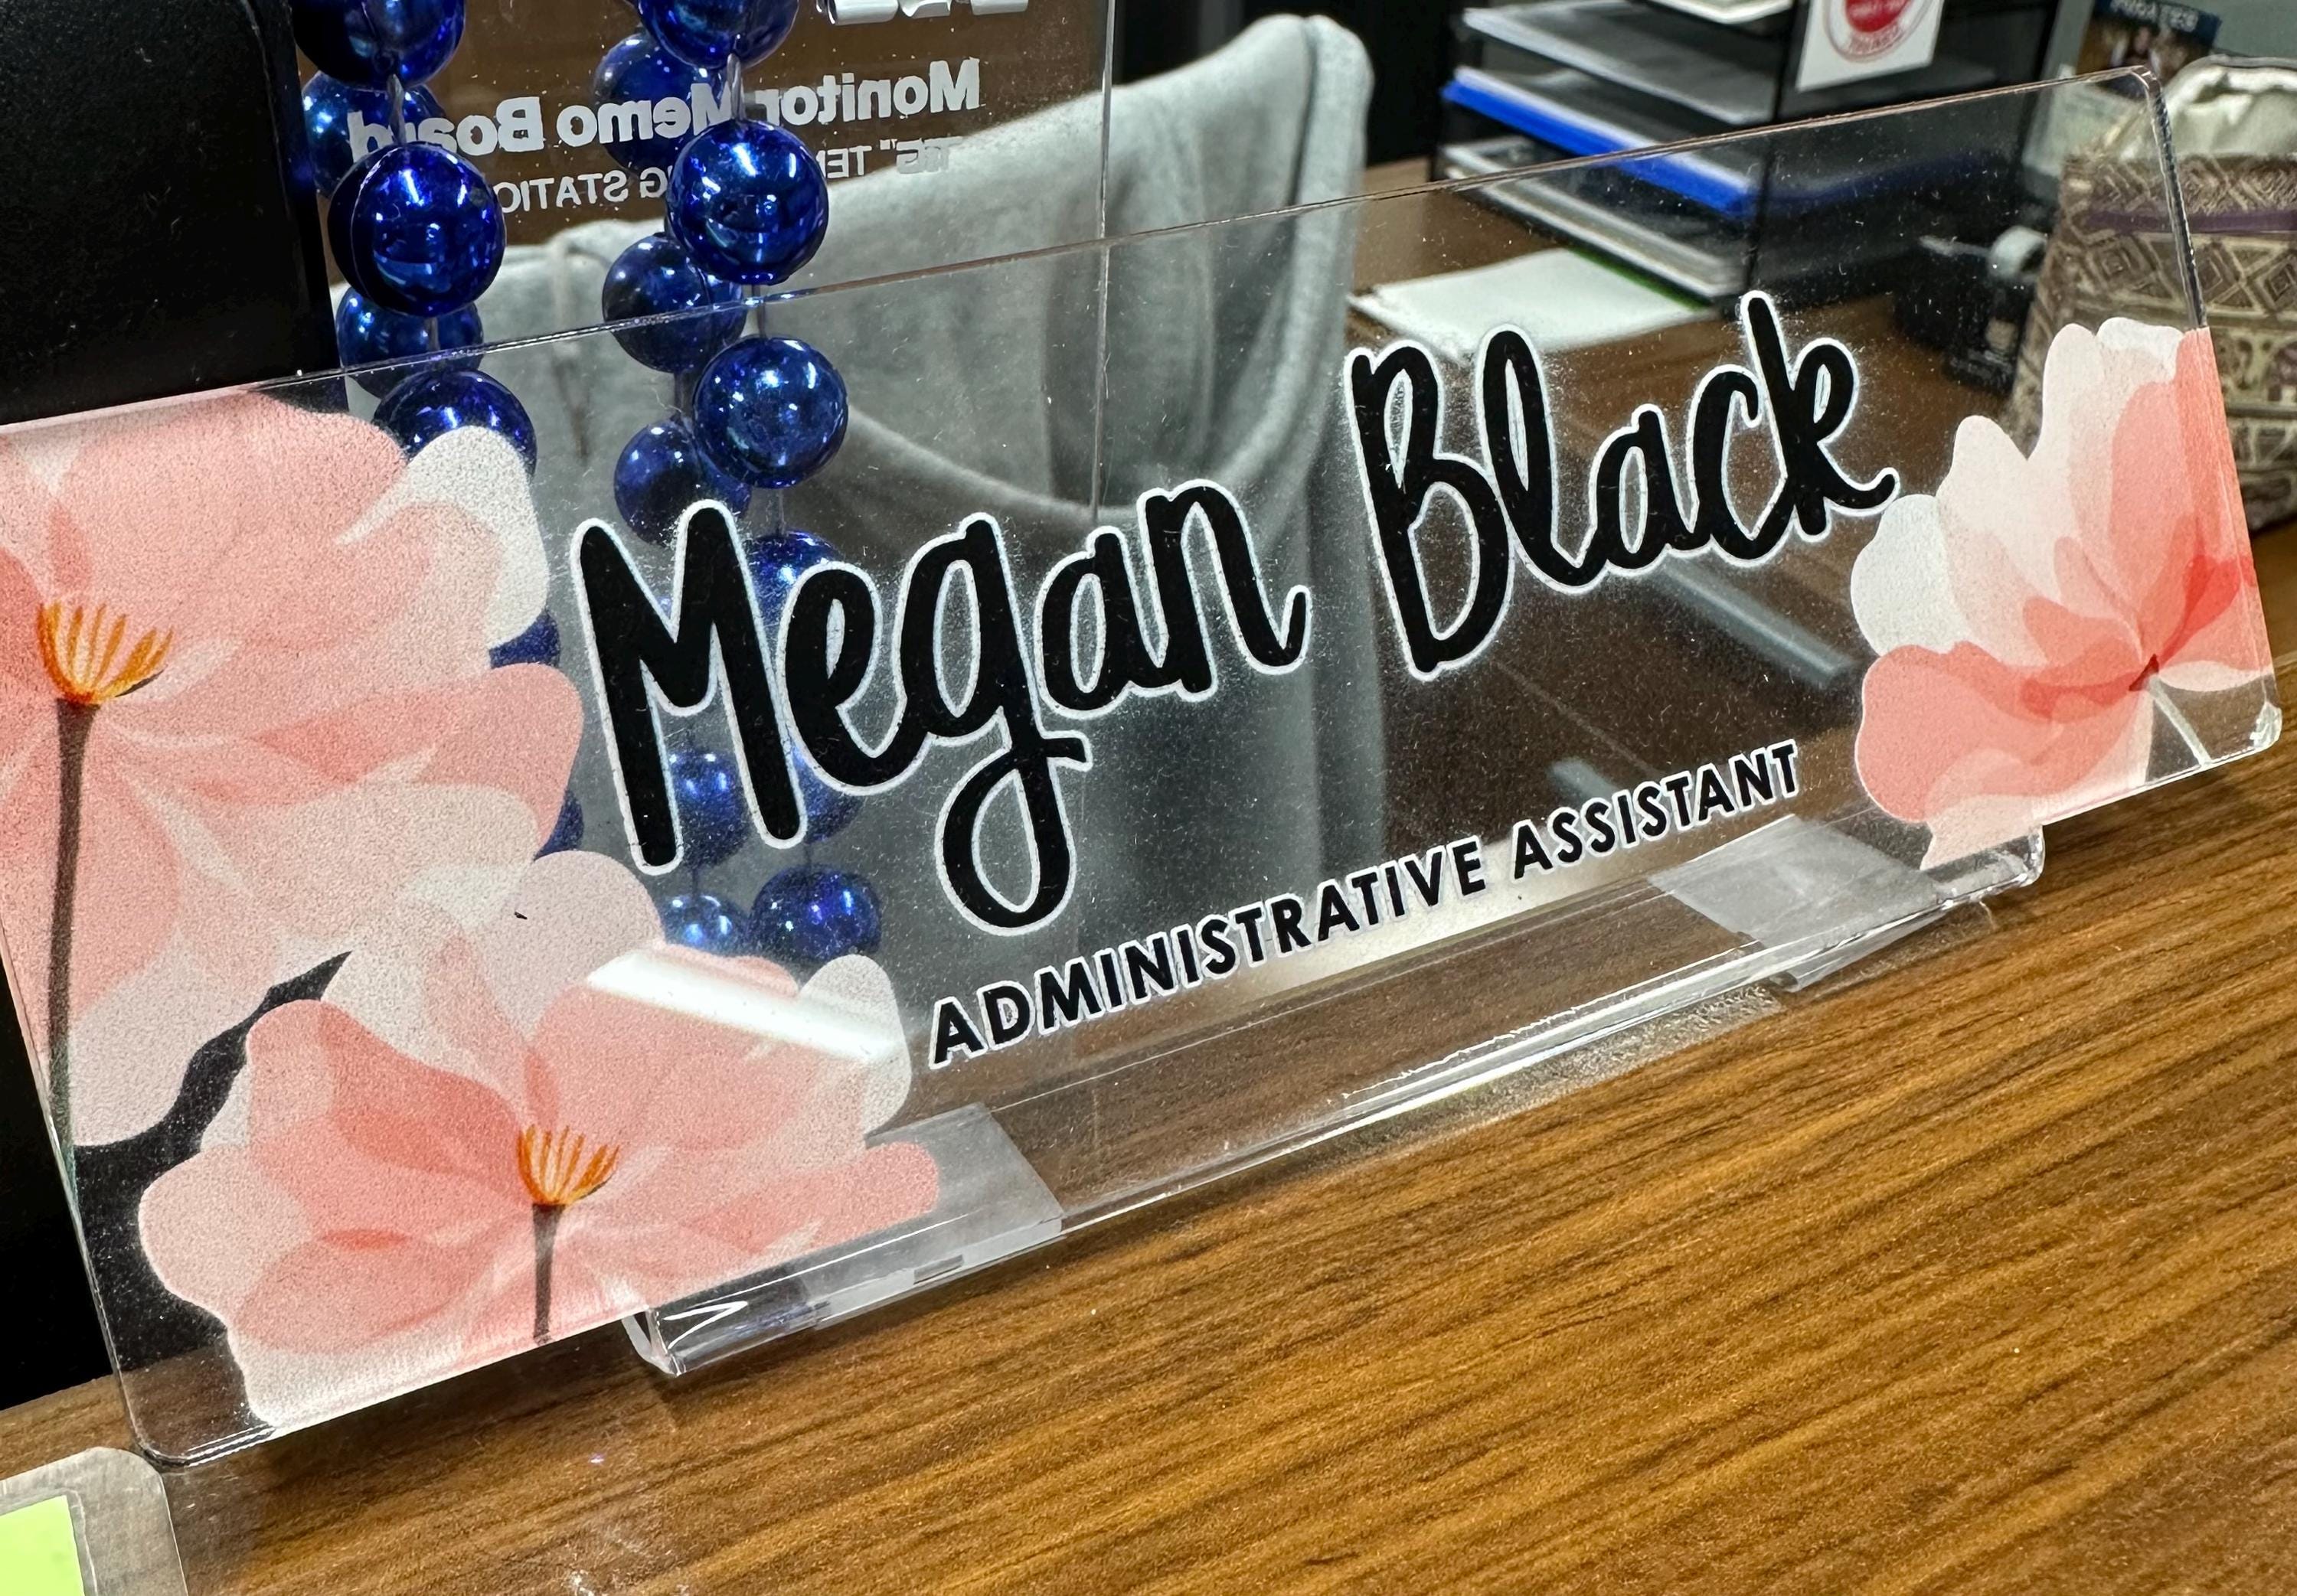 Monitor Memo Board
Megan Black
ADMINISTRATIVE ASSISTANT